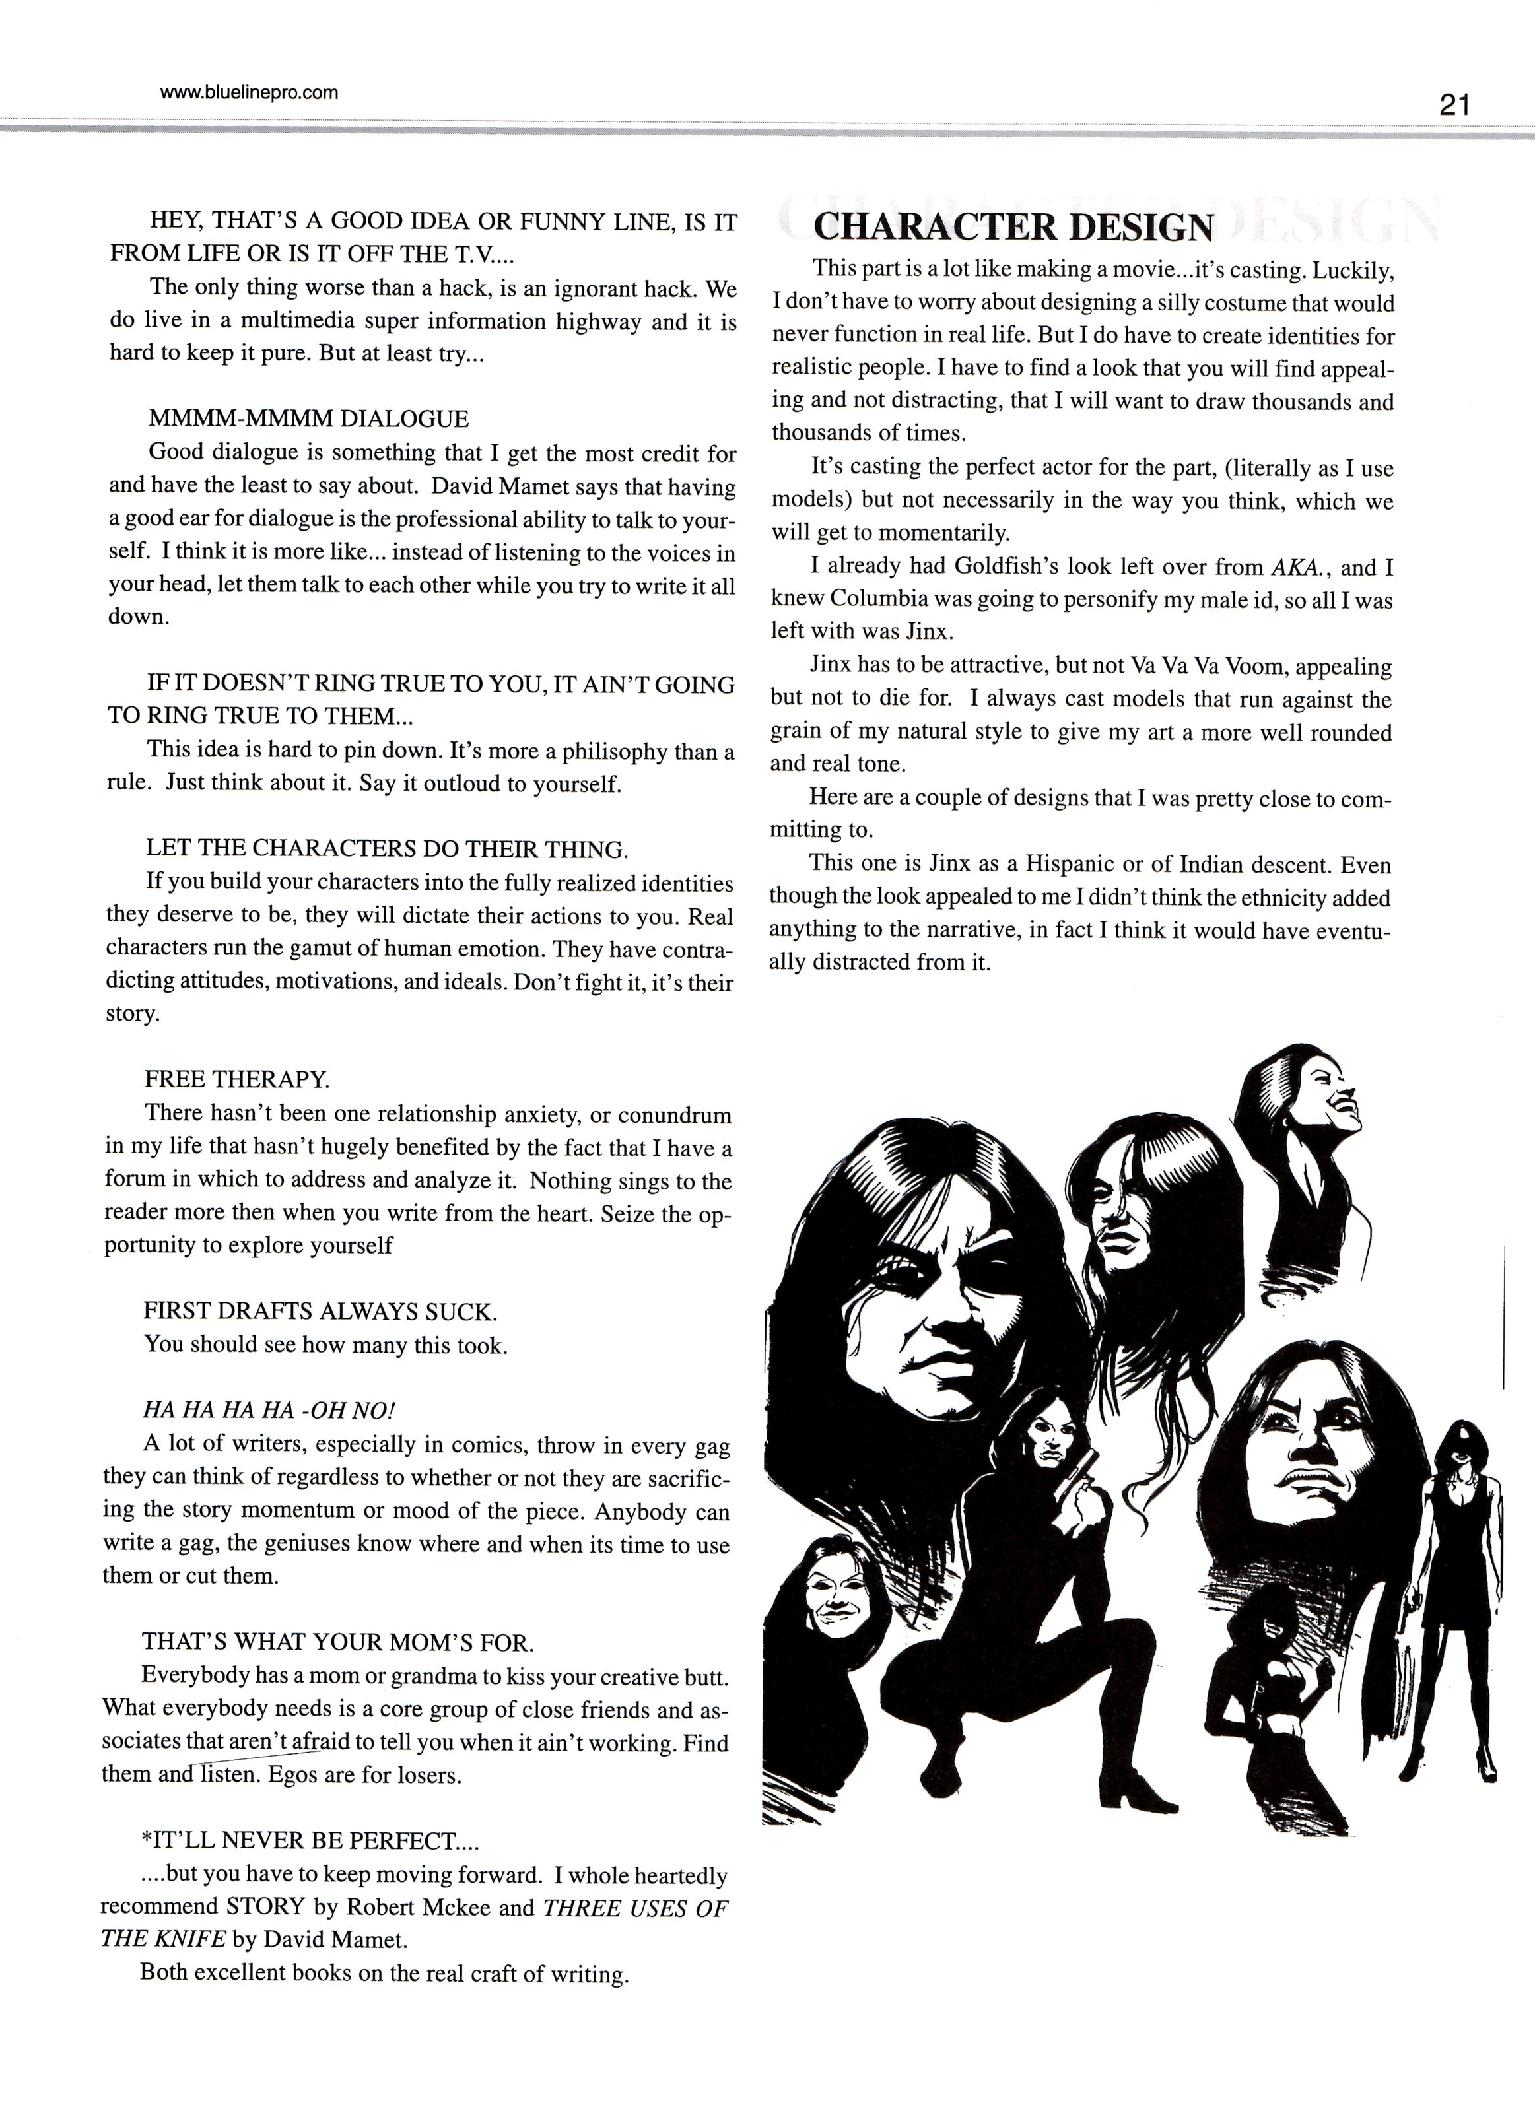 www.bluelinepro.com
21
HEY, THAT'S A GOOD IDEA OR FUNNY LINE, IS IT
FROM LIFE OR IS IT OFF THE T.V....
The only thing worse than a hack, is an ignorant hack. We
do live in a multimedia super information highway and it is
hard to keep it pure. But at least try...
MMMM-MMMM DIALOGUE
Good dialogue is something that I get the most credit for
and have the least to say about. David Mamet says that having
a good ear for dialogue is the professional ability to talk to your-
self. I think it is more like... instead of listening to the voices in
your head, let them talk to each other while you try to write it all
down.
IF IT DOESN'T RING TRUE TO YOU, IT AIN'T GOING
TO RING TRUE TO THEM...
This idea is hard to pin down. It's more a philisophy than a
rule. Just think about it. Say it outloud to yourself.
LET THE CHARACTERS DO THEIR THING.
If you build your characters into the fully realized identities
they deserve to be, they will dictate their actions to you. Real
characters run the gamut of human emotion. They have contra-
dicting attitudes, motivations, and ideals. Don't fight it, it's their
story.
FREE THERAPY.
There hasn't been one relationship anxiety, or conundrum
in my life that hasn't hugely benefited by the fact that I have a
forum in which to address and analyze it. Nothing sings to the
reader more then when you write from the heart. Seize the op-
portunity to explore yourself
FIRST DRAFTS ALWAYS SUCK.
You should see how many this took.
HA HA HA HA -OH NO!
A lot of writers, especially in comics, throw in every gag
they can think of regardless to whether or not they are sacrific-
ing the story momentum or mood of the piece. Anybody can
write a gag, the geniuses know where and when its time to use
them or cut them.
THAT'S WHAT YOUR MOM'S FOR.
Everybody has a mom or grandma to kiss your creative butt.
What everybody needs is a core group of close friends and as-
sociates that aren't afraid to tell you when it ain't working. Find
them and listen. Egos are for losers.
*IT'LL NEVER BE PERFECT....
....but you have to keep moving forward. I whole heartedly
recommend STORY by Robert Mckee and THREE USES OF
THE KNIFE by David Mamet.
Both excellent books on the real craft of writing.
CHARACTER DESIGN
This part is a lot like making a movie...it's casting. Luckily,
I don't have to worry about designing a silly costume that would
never function in real life. But I do have to create identities for
realistic people. I have to find a look that you will find appeal-
ing and not distracting, that I will want to draw thousands and
thousands of times.
It's casting the perfect actor for the part, (literally as I use
models) but not necessarily in the way you think, which we
will get to momentarily.
I already had Goldfish's look left over from AKA., and I
knew Columbia was going to personify my male id, so all I was
left with was Jinx.
Jinx has to be attractive, but not Va Va Va Voom, appealing
but not to die for. I always cast models that run against the
grain of my natural style to give my art a more well rounded
and real tone.
Here are a couple of designs that I was pretty close to com-
mitting to.
This one is Jinx as a Hispanic or of Indian descent. Even
though the look appealed to me I didn't think the ethnicity added
anything to the narrative, in fact I think it would have eventu-
ally distracted from it.